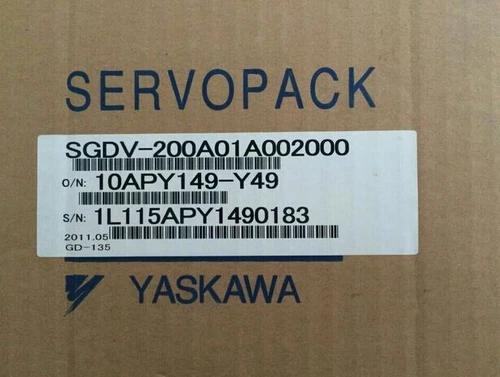 SERVOPACK
SGDV-200A01A002000
O/N: 10APY149-Y49
S/N: 1L115APY1490183
2011.05
GD-135
YASKAWA